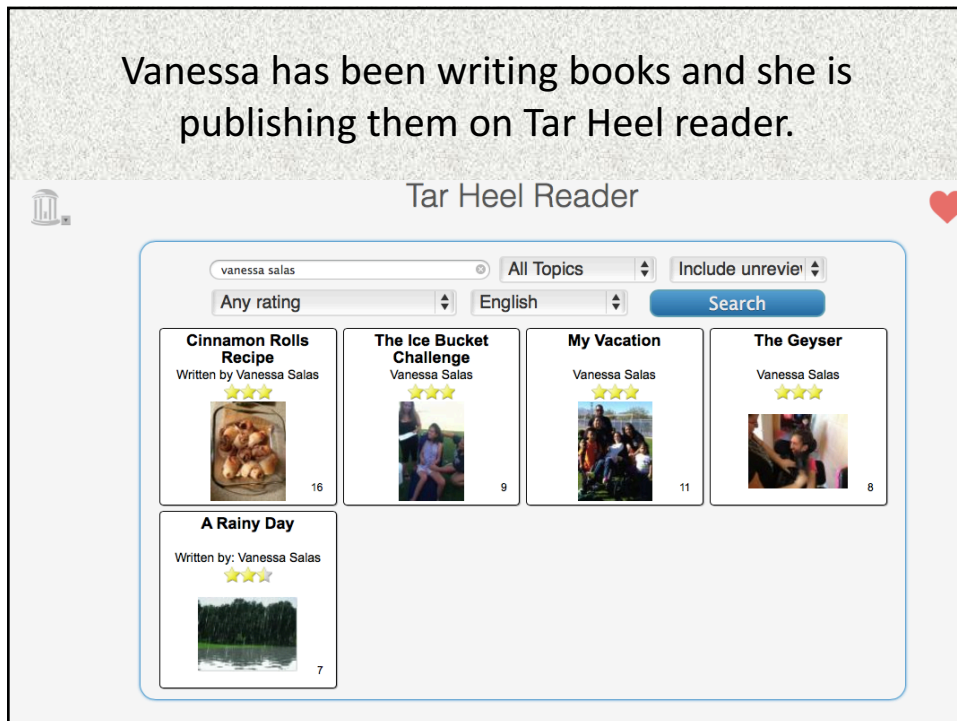 Vanessa has been writing books and she is
publishing them on Tar Heel reader.
Tar Heel Reader
vanessa salas
All Topics
Include unreview
Any rating
English
Search
Cinnamon Rolls
Recipe
Written by Vanessa Salas
16
The Ice Bucket
Challenge
Vanessa Salas
9
My Vacation
Vanessa Salas
11
The Geyser
Vanessa Salas
8
A Rainy Day
Written by: Vanessa Salas
7